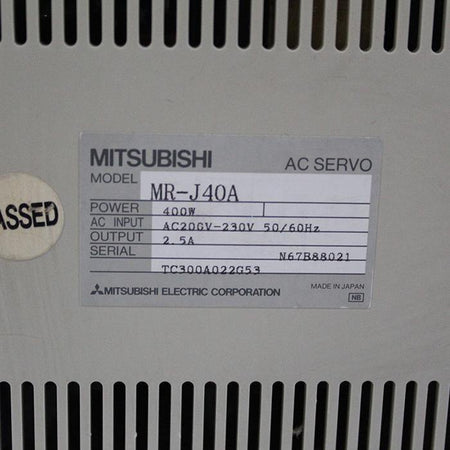 MITSUBISHI AC SERVO
MODEL MR-J40A
POWER 400W
AC INPUT AC200V-230V 50/60Hz
OUTPUT 2.5A
SERIAL N67B88021
TC300A022G53
MITSUBISHI ELECTRIC CORPORATION
MADE IN JAPAN
NB
ASSED